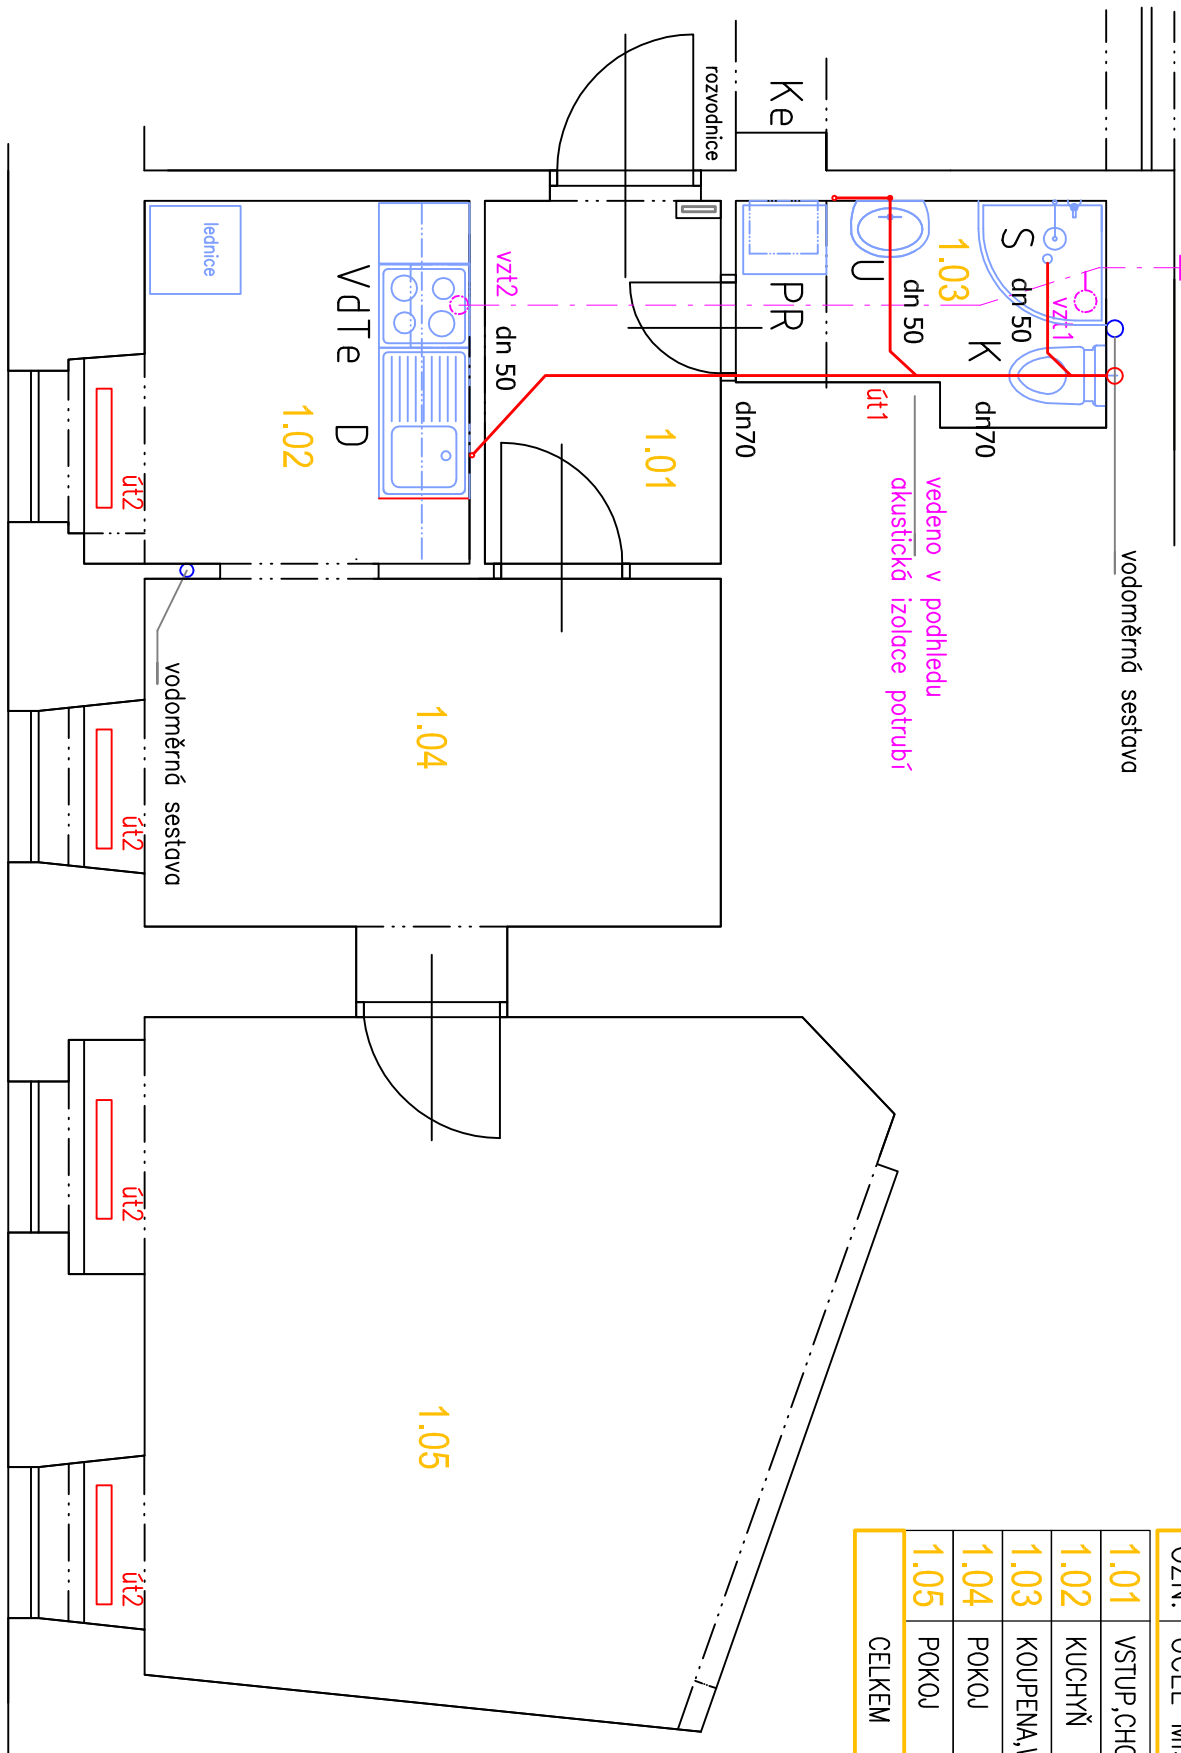 rozvodnice
Ke
lednice
vzt2
dn 50
VdTe D
1.02
1.01
PR
U
1.03
dn 50
S
dn 50
vzt1
K
út1
dn70
dn70
vedeno v podhledu
akustická izolace potrubí
vodoměrná sestava
vodoměrná sestava
út2
út2
út2
út2
1.04
1.05
OZN.
1.01 VSTUP,
1.02 KUCHYŇ
1.03 KOUPENA,
1.04 POKOJ
1.05 POKOJ
CELKEM